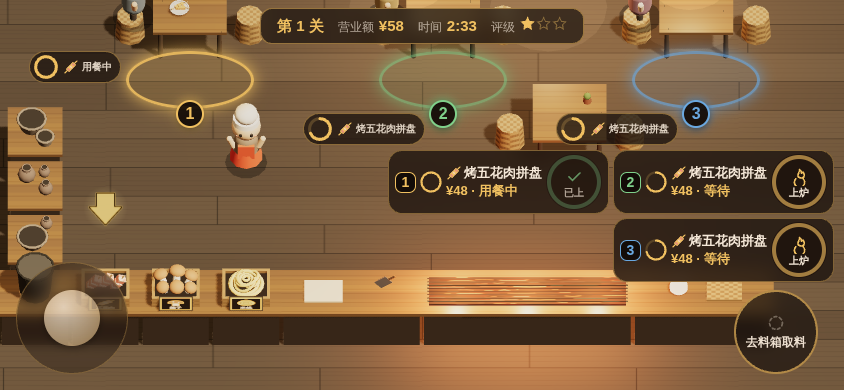 第 1 关 营业额 ¥58 时间 2:33 评级
用餐中
1
2
3
烤五花肉拼盘
烤五花肉拼盘
1 烤五花肉拼盘
¥48 · 用餐中
已上
2 烤五花肉拼盘
¥48 · 等待
上炉
3 烤五花肉拼盘
¥48 · 等待
上炉
去料箱取料